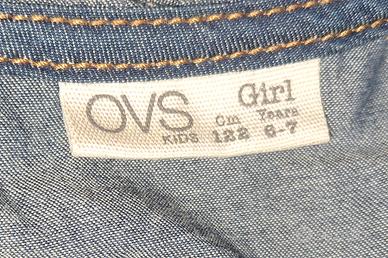 OVS Girl
Cm Years
KIDS 122 6-7